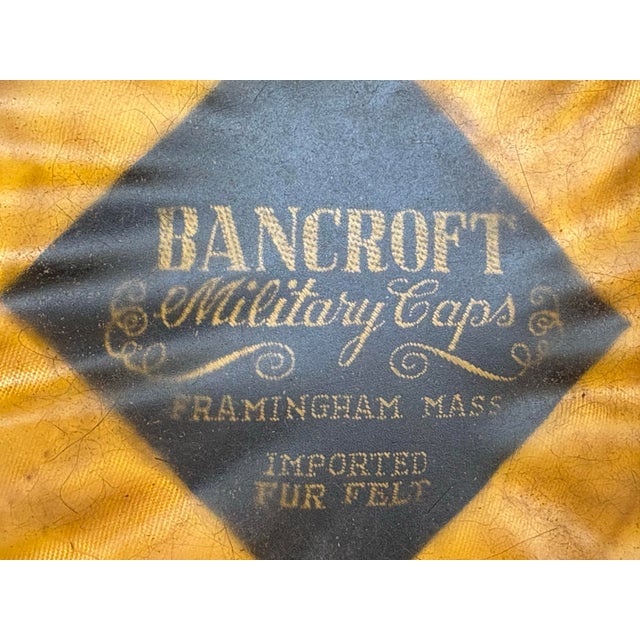 BANCROFT
Military Caps
FRAMINGHAM MASS
IMPORTED
FUR FELT